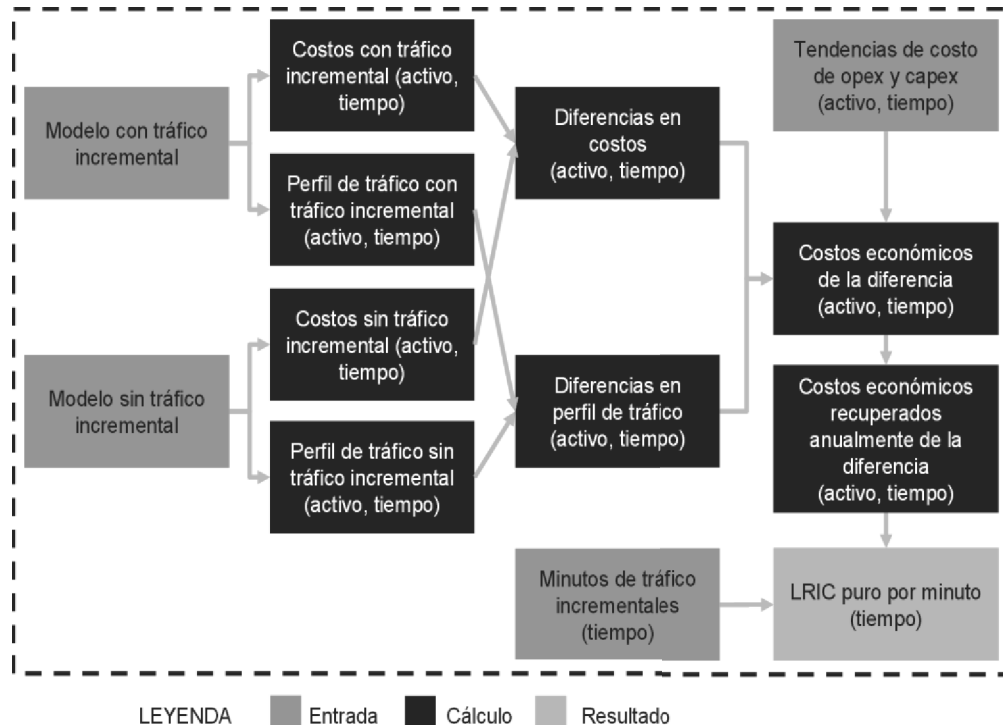 Modelo con tráfico
incremental
Modelo sin tráfico
incremental
Costos con tráfico
incremental (activo,
tiempo)
Perfil de tráfico con
tráfico incremental
(activo, tiempo)
Costos sin tráfico
incremental (activo,
tiempo)
Perfil de tráfico sin
tráfico incremental
(activo, tiempo)
Diferencias en
costos
(activo, tiempo)
Diferencias en
perfil de tráfico
(activo, tiempo)
Minutos de tráfico
incrementales
(tiempo)
Tendencias de costo
de opex y capex
(activo, tiempo)
Costos económicos
de la diferencia
(activo, tiempo)
Costos económicos
recuperados
anualmente de la
diferencia
(activo, tiempo)
LRIC puro por minuto
(tiempo)
LEYENDA Entrada Cálculo Resultado